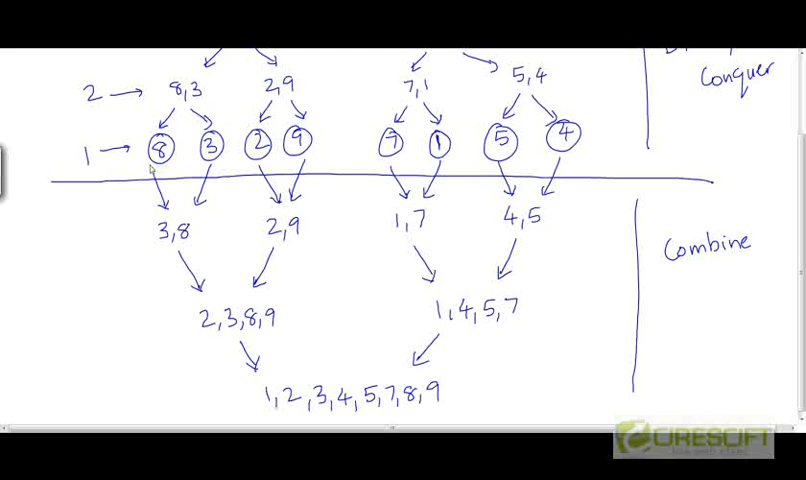 2 → 8,3 2,9 7,1 5,4
Conquer
1 → 8 3 2 9 7 1 5 4
3,8 2,9 1,7 4,5
Combine
2,3,8,9 1,4,5,7
1,2,3,4,5,7,8,9